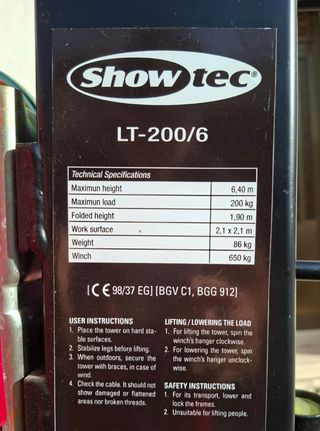 Showtec®
LT-200/6
Technical Specifications
Maximun height 6,40 m
Maximun load 200 kg
Folded height 1,90 m
Work surface 2,1 x 2,1 m
Weight 86 kg
Winch 650 kg
[CE 98/37 EG] [BGV C1, BGG 912]
USER INSTRUCTIONS
1. Place the tower on hard sta-
ble surfaces.
2. Stabilize legs before lifting.
3. When outdoors, secure the
tower with braces, in case of
wind.
4. Check the cable. It should not
show damaged or flattened
areas nor broken threads.
LIFTING / LOWERING THE LOAD
1. For lifting the tower, spin the
winch's hanger clockwise.
2. For lowering the tower, spin
the winch's hanger unclock-
wise.
SAFETY INSTRUCTIONS
1. For its transport, lower and
lock the frames.
2. Unsuitable for lifting people.